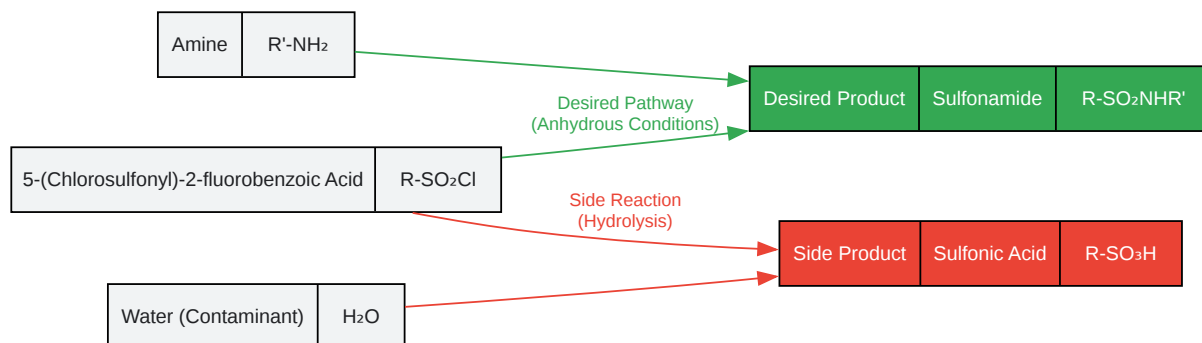 Amine R'-NH₂
Desired Product Sulfonamide R-SO₂NHR'
Desired Pathway
(Anhydrous Conditions)
5-(Chlorosulfonyl)-2-fluorobenzoic Acid R-SO₂Cl
Side Reaction
(Hydrolysis)
Side Product Sulfonic Acid R-SO₃H
Water (Contaminant) H₂O